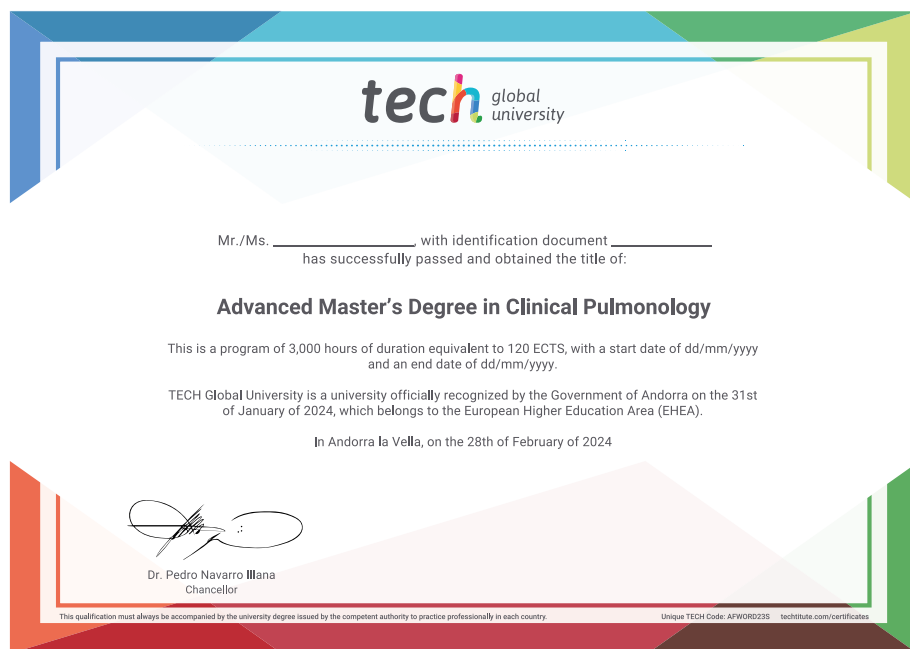 tech global
university
Mr./Ms. ____________________, with identification document ______________
has successfully passed and obtained the title of:
Advanced Master's Degree in Clinical Pulmonology
This is a program of 3,000 hours of duration equivalent to 120 ECTS, with a start date of dd/mm/yyyy
and an end date of dd/mm/yyyy.
TECH Global University is a university officially recognized by the Government of Andorra on the 31st
of January of 2024, which belongs to the European Higher Education Area (EHEA).
In Andorra la Vella, on the 28th of February of 2024
Dr. Pedro Navarro Illana
Chancellor
This qualification must always be accompanied by the university degree issued by the competent authority to practice professionally in each country. Unique TECH Code: AFWORD23S techtitute.com/certificates